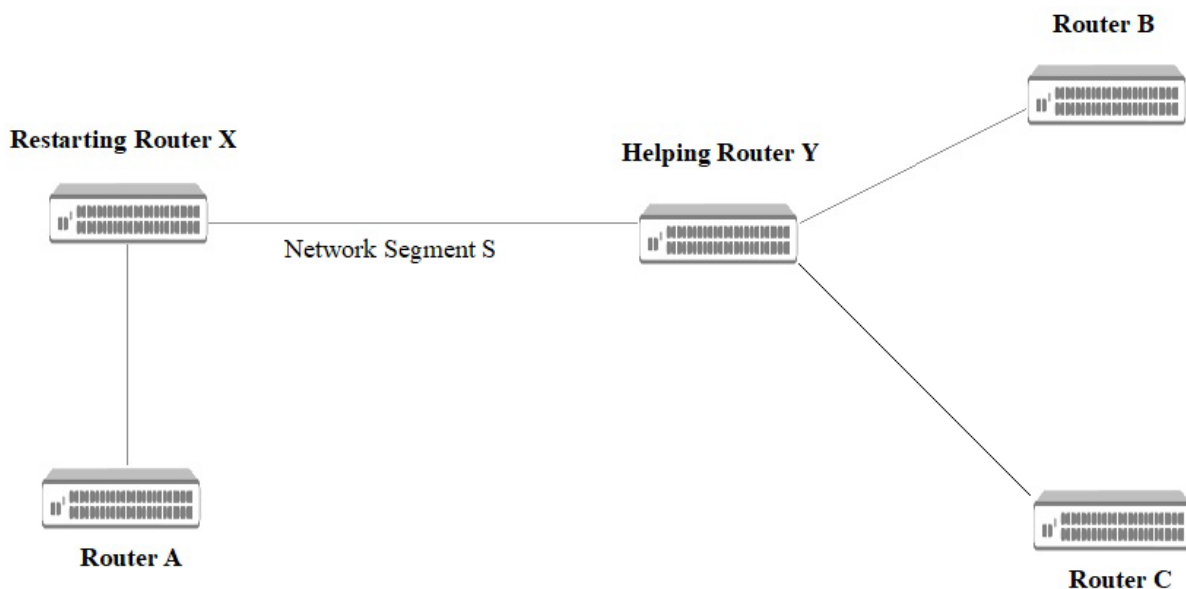 Router B
Restarting Router X
Helping Router Y
Network Segment S
Router A
Router C